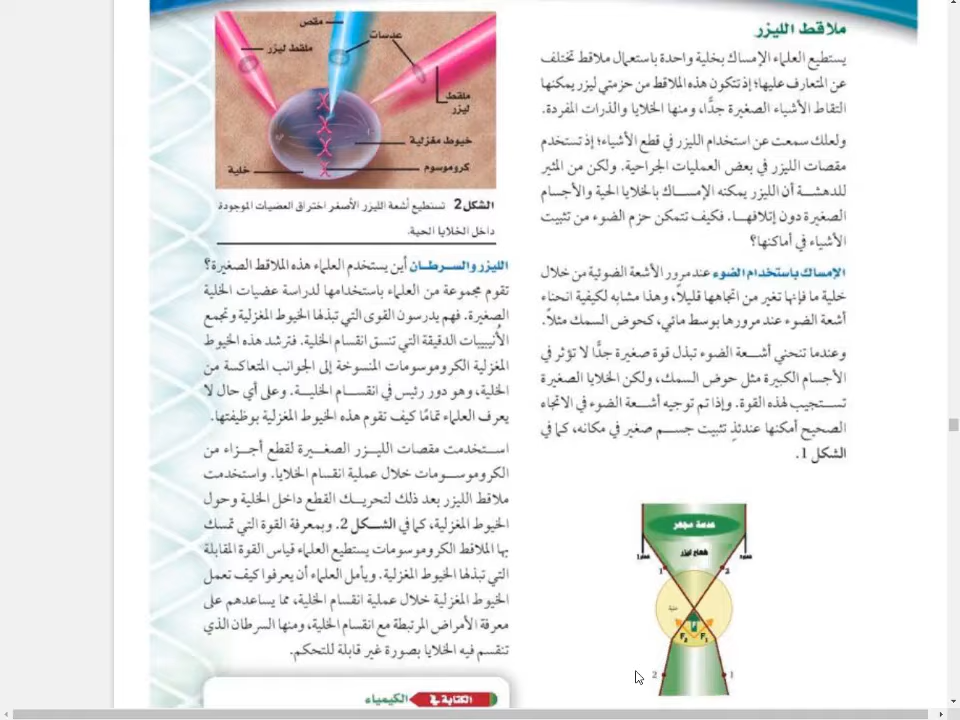 ملاقط الليزر
يستطيع العلماء الإمساك بخلية واحدة باستعمال ملاقط تختلف
عن المتعارف عليها؛ إذ تتكون هذه الملاقط من حزمتي ليزر يمكنها
التقاط الأشياء الصغيرة جدًّا، ومنها الخلايا والذرات المفردة.
ولعلك سمعت عن استخدام الليزر في قطع الأشياء؛ إذ تستخدم
مقصات الليزر في بعض العمليات الجراحية. ولكن من المثير
للدهشة أن الليزر يمكنه الإمساك بالخلايا الحية والأجسام
الصغيرة دون إتلافها. فكيف تتمكن حزم الضوء من تثبيت
الأشياء في أماكنها؟
الإمساك باستخدام الضوء عند مرور الأشعة الضوئية من خلال
خلية ما فإنها تغير من اتجاهها قليلاً، وهذا مشابه لكيفية انحناء
أشعة الضوء عند مرورها بوسط مائي، كحوض السمك مثلاً.
وعندما تنحني أشعة الضوء تبذل قوة صغيرة جدًّا لا تؤثر في
الأجسام الكبيرة مثل حوض السمك، ولكن الخلايا الصغيرة
تستجيب لهذه القوة. وإذا تم توجيه أشعة الضوء في الاتجاه
الصحيح أمكنها عندئذٍ تثبيت جسم صغير في مكانه، كما في
الشكل 1.
عدسة مجهر
شعاع ليزر
1
2
F2
F1
2
1
مقص
عدسات
ملقط ليزر
ملقط
ليزر
خيوط مغزلية
كروموسوم
خلية
الشكل 2 تستطيع أشعة الليزر الأصغر اختراق العضيات الموجودة
داخل الخلايا الحية.
الليزر والسرطان أين يستخدم العلماء هذه الملاقط الصغيرة؟
تقوم مجموعة من العلماء باستخدامها لدراسة عضيات الخلية
الصغيرة. فهم يدرسون القوى التي تبذلها الخيوط المغزلية وتجمع
الأُنيبيبات الدقيقة التي تنسق انقسام الخلية. فترشد هذه الخيوط
المغزلية الكروموسومات المنسوخة إلى الجوانب المتعاكسة من
الخلية، وهو دور رئيس في انقسام الخلية. وعلى أي حال لا
يعرف العلماء تمامًا كيف تقوم هذه الخيوط المغزلية بوظيفتها.
استخدمت مقصات الليزر الصغيرة لقطع أجزاء من
الكروموسومات خلال عملية انقسام الخلايا. واستخدمت
ملاقط الليزر بعد ذلك لتحريك القطع داخل الخلية وحول
الخيوط المغزلية، كما في الشكل 2. وبمعرفة القوة التي تمسك
بها الملاقط الكروموسومات يستطيع العلماء قياس القوة المقابلة
التي تبذلها الخيوط المغزلية. ويأمل العلماء أن يعرفوا كيف تعمل
الخيوط المغزلية خلال عملية انقسام الخلية، مما يساعدهم على
معرفة الأمراض المرتبطة مع انقسام الخلية، ومنها السرطان الذي
تنقسم فيه الخلايا بصورة غير قابلة للتحكم.
الكتابة في الكيمياء